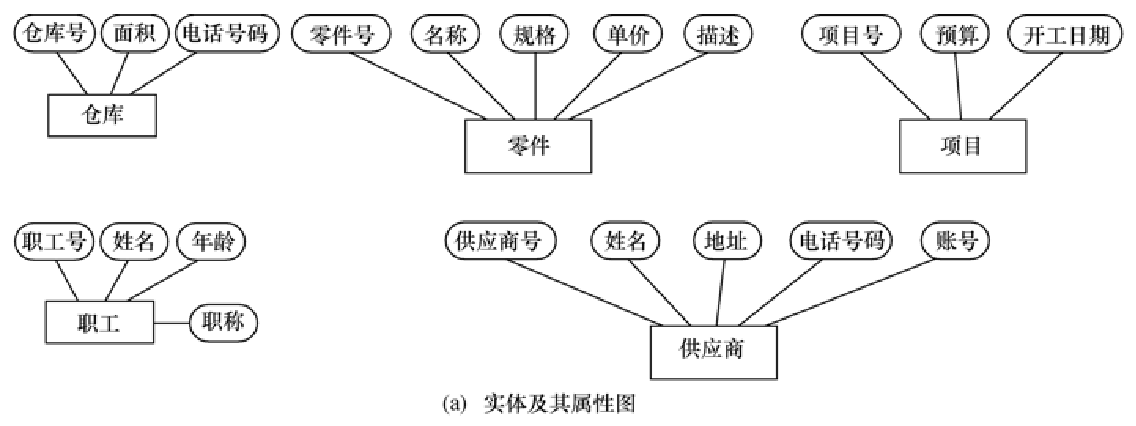 仓库号 面积 电话号码 零件号 名称 规格 单价 描述 项目号 预算 开工日期
仓库 零件 项目
职工号 姓名 年龄 供应商号 姓名 地址 电话号码 账号
职工 职称 供应商
(a) 实体及其属性图